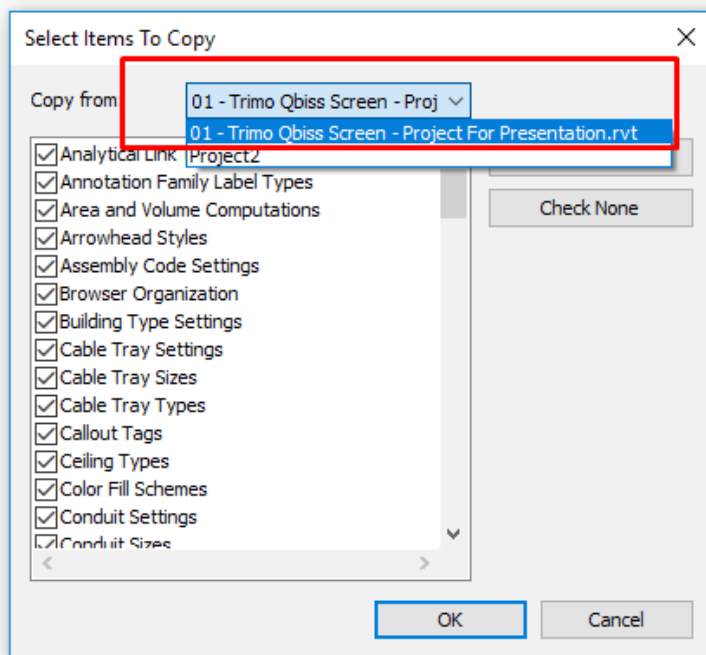 Select Items To Copy
Copy from:
01 - Trimo Qbiss Screen - Proj
01 - Trimo Qbiss Screen - Project For Presentation.rvt
Project2
Analytical Link
Annotation Family Label Types
Area and Volume Computations
Check None
Arrowhead Styles
Assembly Code Settings
Browser Organization
Building Type Settings
Cable Tray Settings
Cable Tray Sizes
Cable Tray Types
Callout Tags
Ceiling Types
Color Fill Schemes
Conduit Settings
Conduit Sizes
OK
Cancel